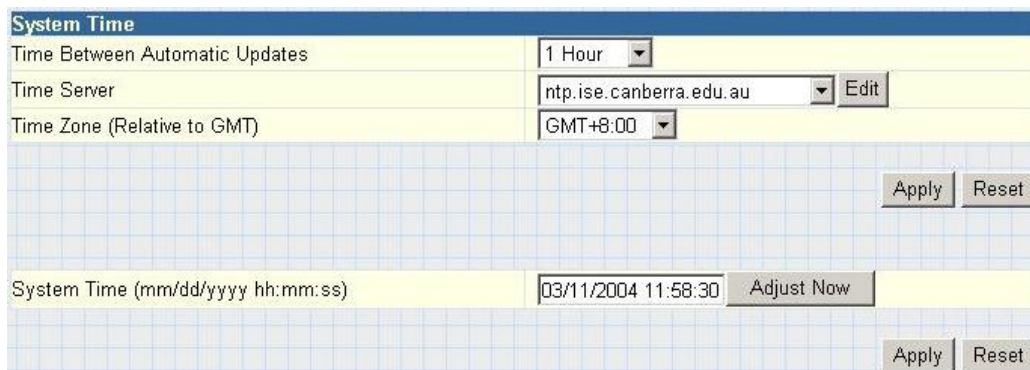 System Time
Time Between Automatic Updates 1 Hour
Time Server ntp.ise.canberra.edu.au Edit
Time Zone (Relative to GMT) GMT+8:00
Apply Reset
System Time (mm/dd/yyyy hh:mm:ss) 03/11/2004 11:58:30 Adjust Now
Apply Reset